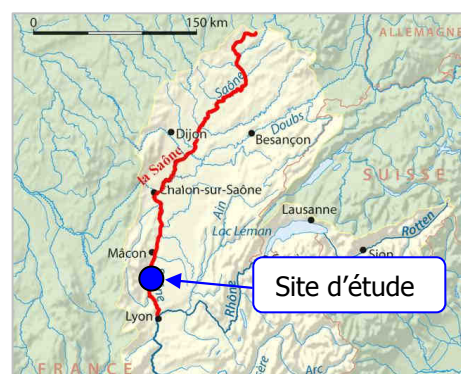 0 150 km
ALLEMAGNE
Saône
Doubs
Dijon
Besançon
la Saône
SUISSE
Chalon-sur-Saône
Ain
Lausanne
Lac Léman
Rotten
Mâcon
Sion
Site d'étude
Rhône
Lyon
FRANCE
Isère
Arc